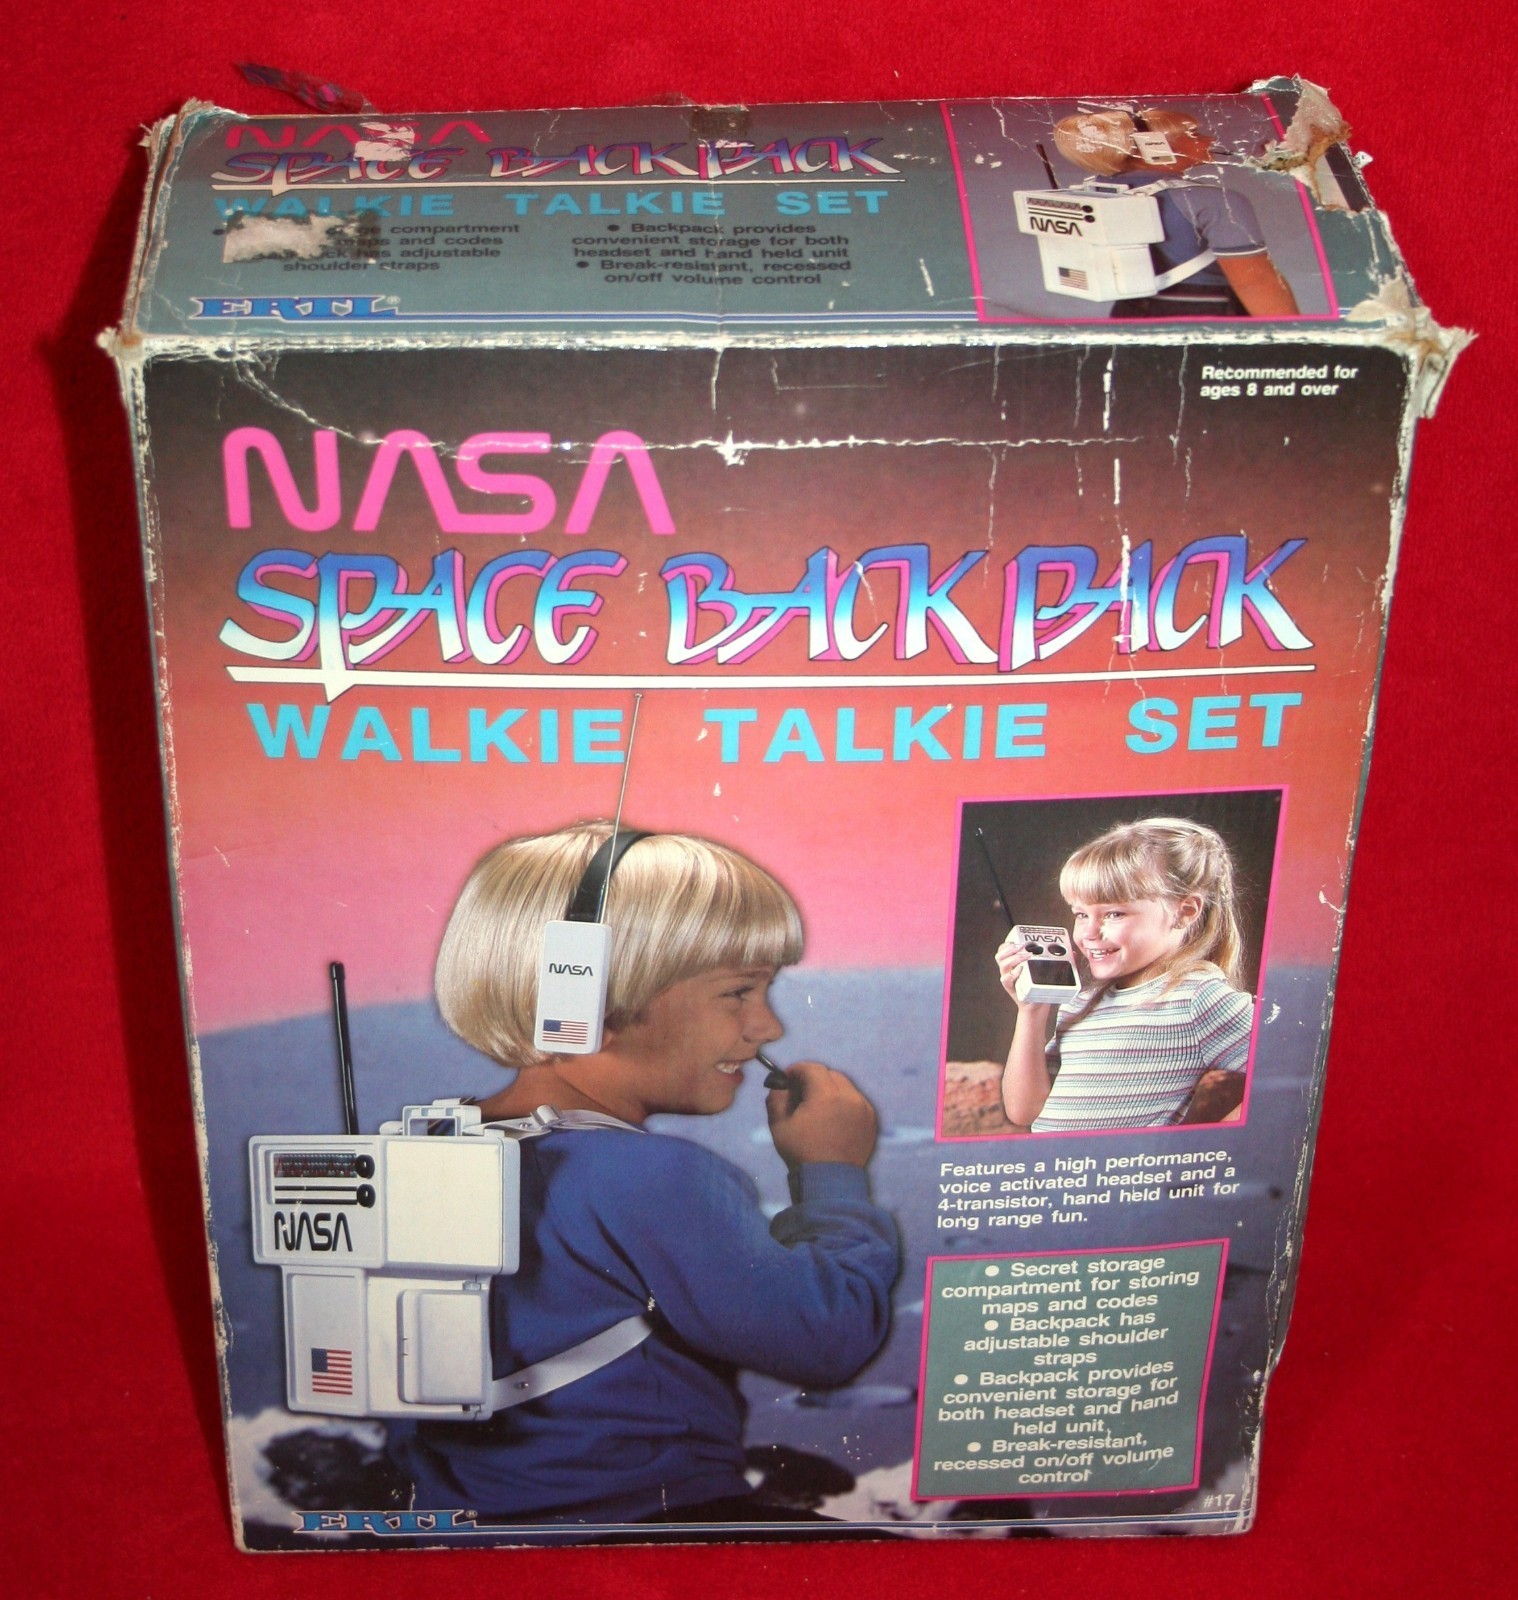 NASA
SPACE BACKPACK
WALKIE TALKIE SET
compartment
maps and codes
has adjustable
shoulder straps
● Backpack provides
convenient storage for both
headset and hand held unit
● Break-resistant, recessed
on/off volume control
ERTL®
NASA
Recommended for
ages 8 and over
NASA
SPACE BACKPACK
WALKIE TALKIE SET
NASA
NASA
NASA
Features a high performance,
voice activated headset and a
4-transistor, hand held unit for
long range fun.
● Secret storage
compartment for storing
maps and codes
● Backpack has
adjustable shoulder
straps
● Backpack provides
convenient storage for
both headset and hand
held unit
● Break-resistant,
recessed on/off volume
control
#17
ERTL®